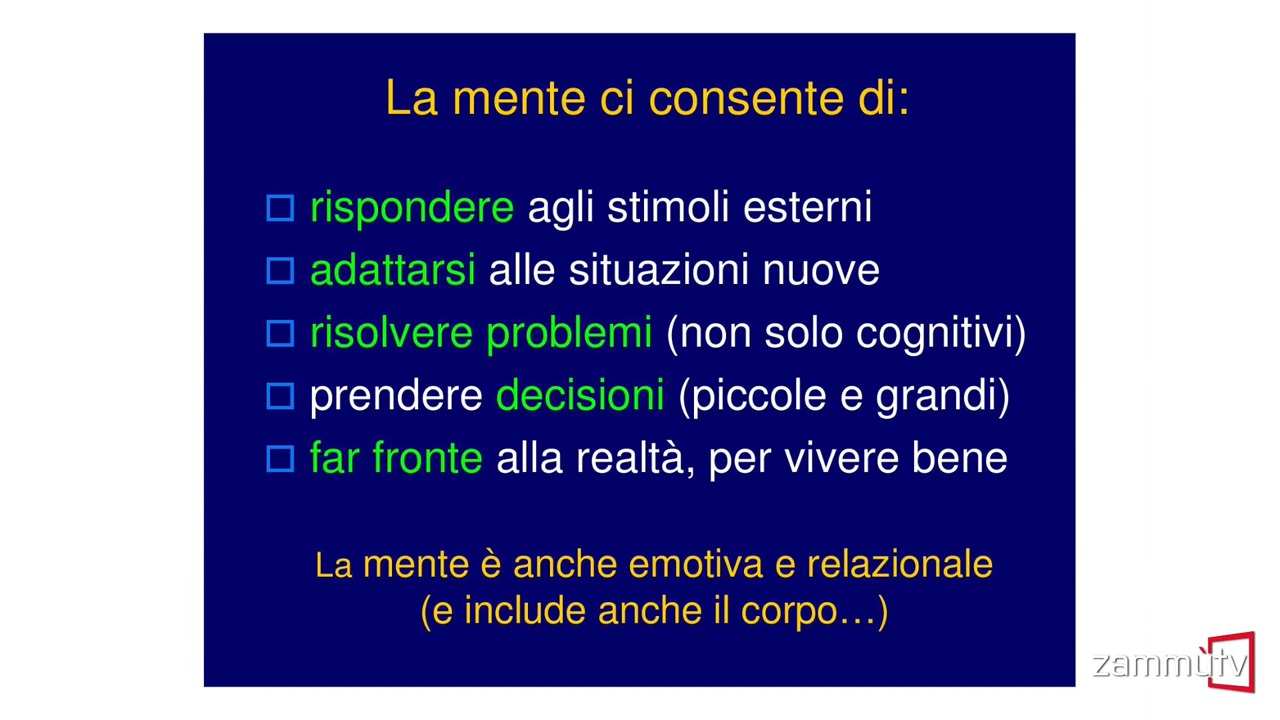 La mente ci consente di:
rispondere agli stimoli esterni
adattarsi alle situazioni nuove
risolvere problemi (non solo cognitivi)
prendere decisioni (piccole e grandi)
far fronte alla realtà, per vivere bene
La mente è anche emotiva e relazionale
(e include anche il corpo…)
zammùtv